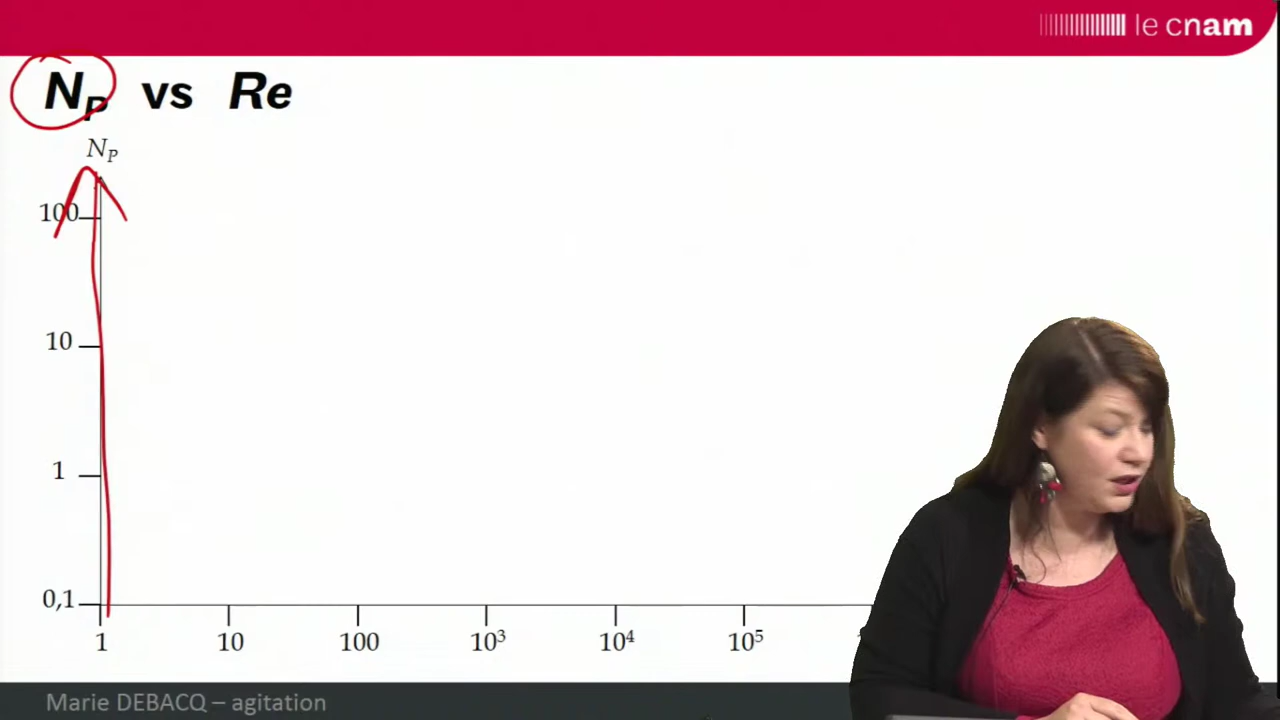 le cnam
N_P vs Re
N_P
100
10
1
0,1
1 10 100 10³ 10⁴ 10⁵
Marie DEBACQ – agitation